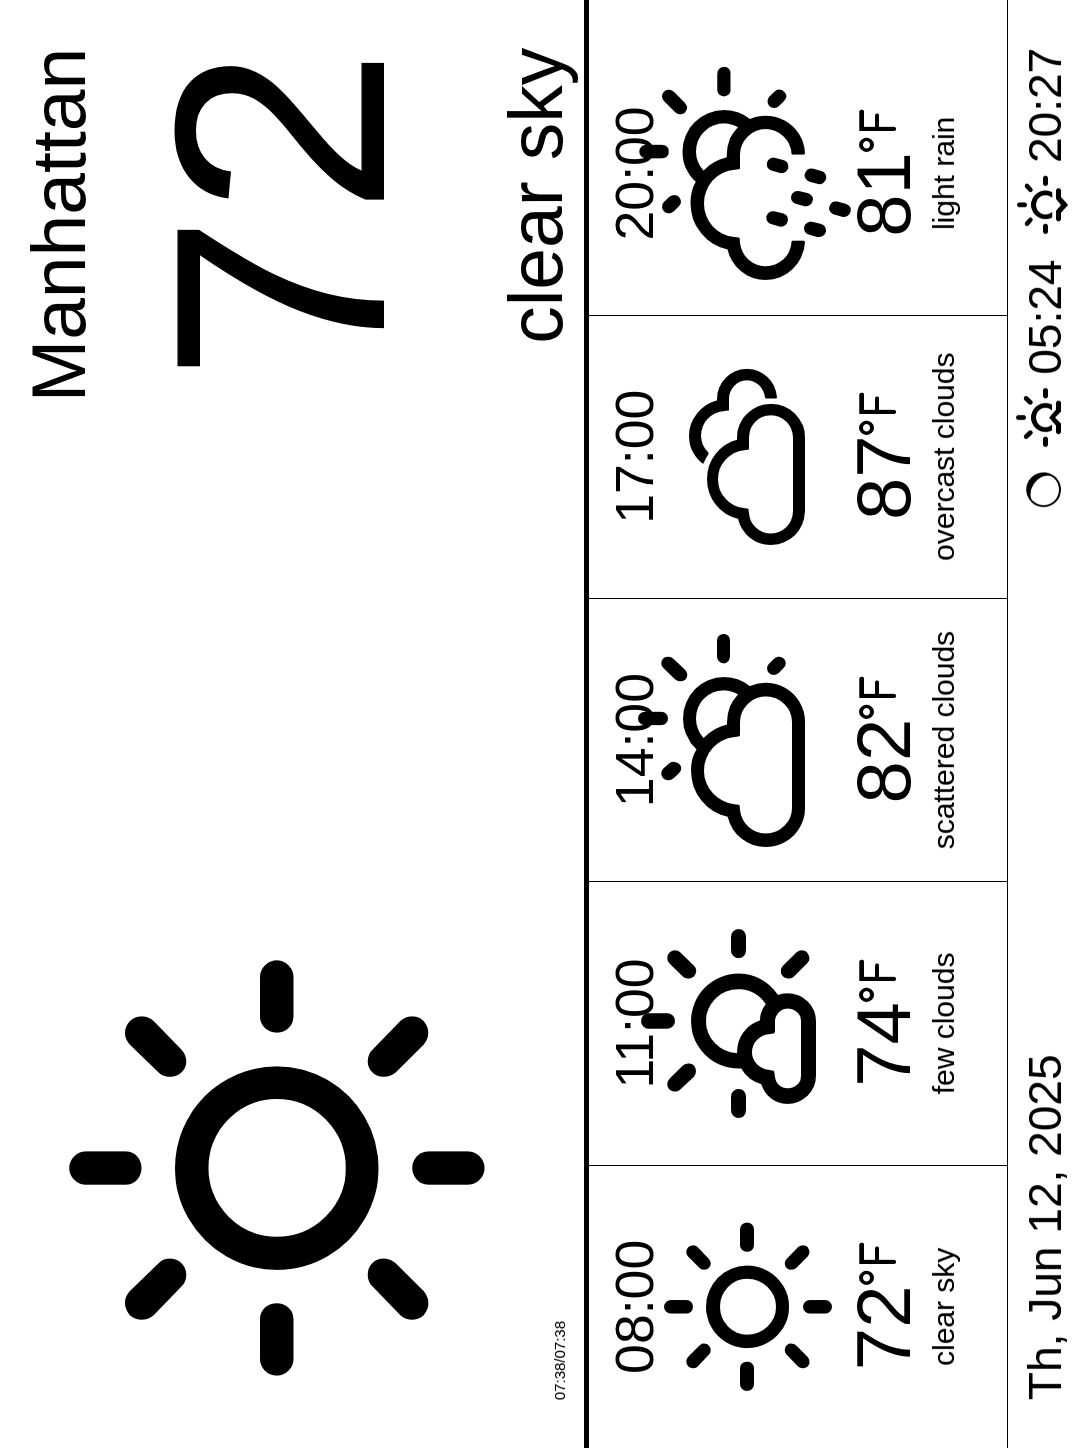 Manhattan
72
clear sky
07:38/07:38
08:00
72°F
clear sky
11:00
74°F
few clouds
14:00
82°F
scattered clouds
17:00
87°F
overcast clouds
20:00
81°F
light rain
Th, Jun 12, 2025
05:24
20:27